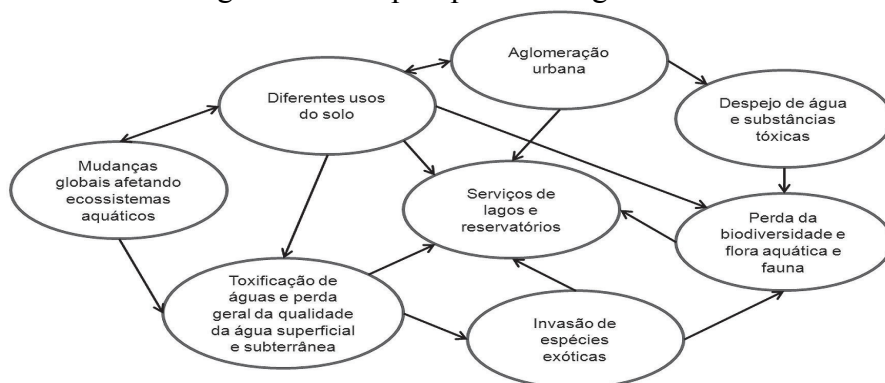 Aglomeração
urbana
Diferentes usos
do solo
Despejo de água
e substâncias
tóxicas
Mudanças
globais afetando
ecossistemas
aquáticos
Serviços de
lagos e
reservatórios
Perda da
biodiversidade e
flora aquática e
fauna
Toxificação de
águas e perda
geral da qualidade
da água superficial
e subterrânea
Invasão de
espécies
exóticas